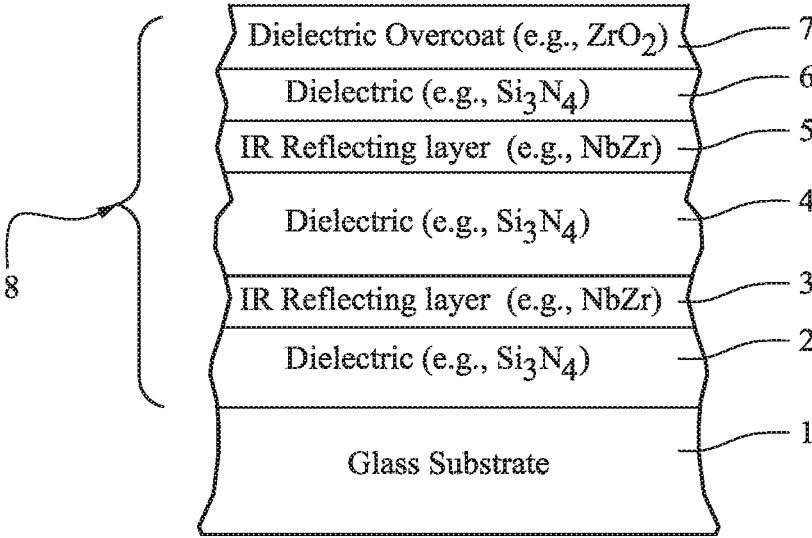 Dielectric Overcoat (e.g., ZrO2) 7
Dielectric (e.g., Si3N4) 6
IR Reflecting layer (e.g., NbZr) 5
Dielectric (e.g., Si3N4) 4
8
IR Reflecting layer (e.g., NbZr) 3
Dielectric (e.g., Si3N4) 2
Glass Substrate 1